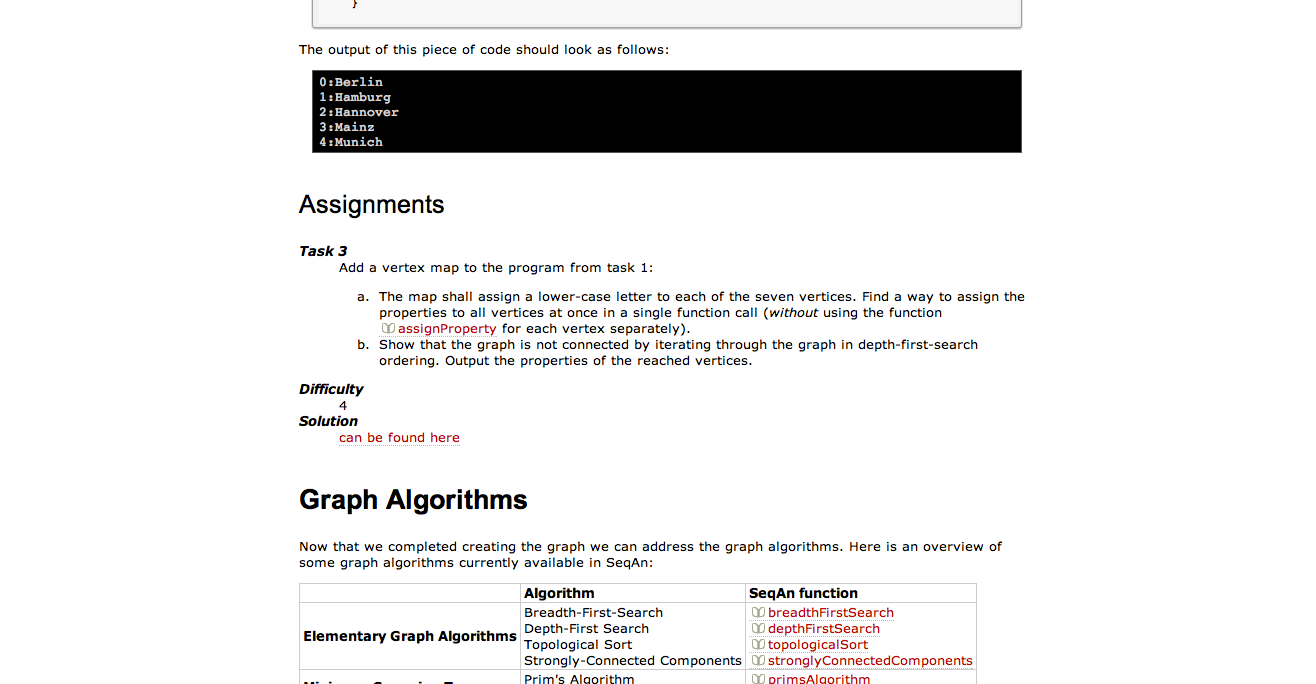 }
The output of this piece of code should look as follows:
0:Berlin
1:Hamburg
2:Hannover
3:Mainz
4:Munich
Assignments
Task 3
Add a vertex map to the program from task 1:
a. The map shall assign a lower-case letter to each of the seven vertices. Find a way to assign the
properties to all vertices at once in a single function call (without using the function
assignProperty for each vertex separately).
b. Show that the graph is not connected by iterating through the graph in depth-first-search
ordering. Output the properties of the reached vertices.
Difficulty
4
Solution
can be found here
Graph Algorithms
Now that we completed creating the graph we can address the graph algorithms. Here is an overview of
some graph algorithms currently available in SeqAn:
Algorithm SeqAn function
Elementary Graph Algorithms
Breadth-First-Search breadthFirstSearch
Depth-First Search depthFirstSearch
Topological Sort topologicalSort
Strongly-Connected Components stronglyConnectedComponents
Prim's Algorithm primsAlgorithm